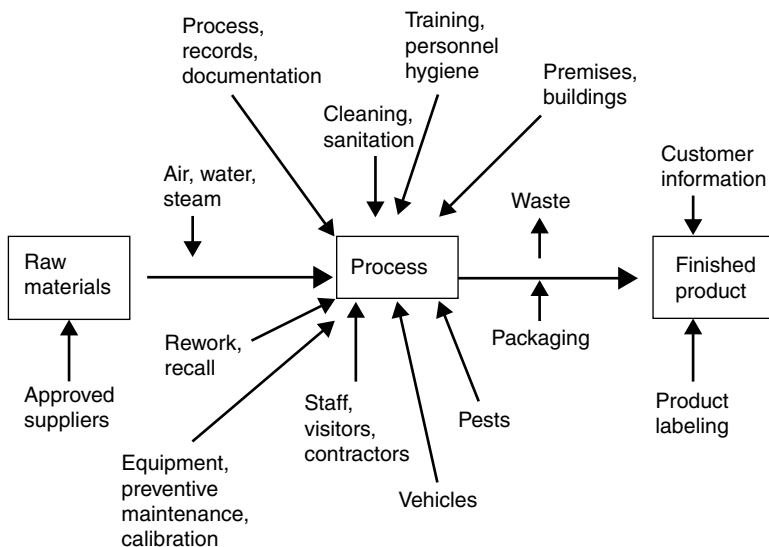 Process,
records,
documentation
Training,
personnel
hygiene
Premises,
buildings
Cleaning,
sanitation
Customer
information
Air, water,
steam
Waste
Raw
materials
Process
Finished
product
Rework,
recall
Packaging
Approved
suppliers
Staff,
visitors,
contractors
Pests
Product
labeling
Equipment,
preventive
maintenance,
calibration
Vehicles